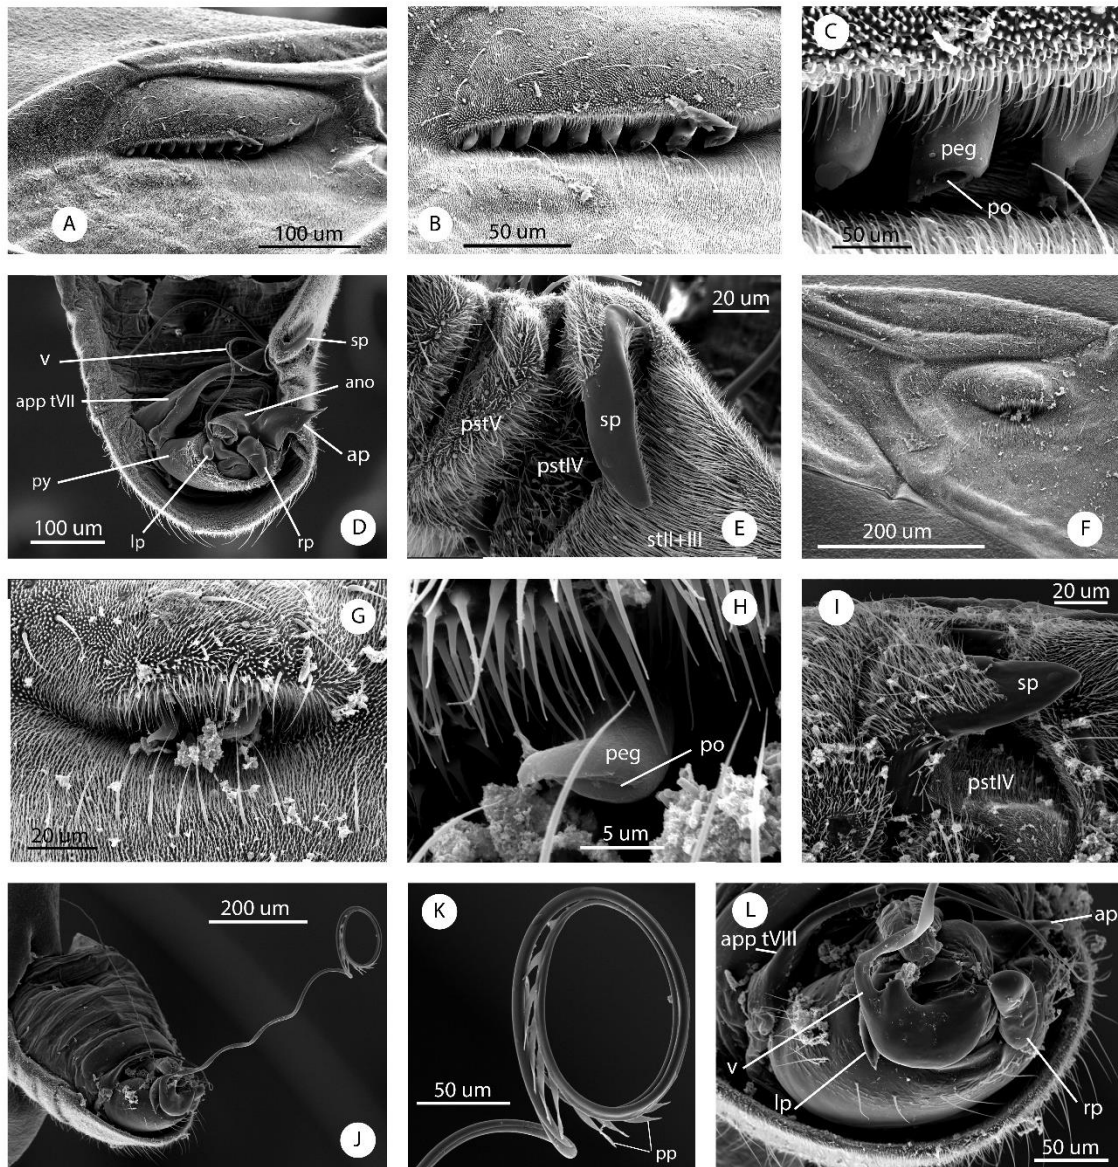 A
100 um
B
50 um
C
peg
po
50 um
D
v
app tVII
py
lp
rp
ap
ano
sp
100 um
E
20 um
pstV
pstIV
sp
stII+III
F
200 um
G
20 um
H
peg
po
5 um
I
20 um
sp
pstIV
J
200 um
K
50 um
pp
L
app tVIII
ap
v
lp
rp
50 um